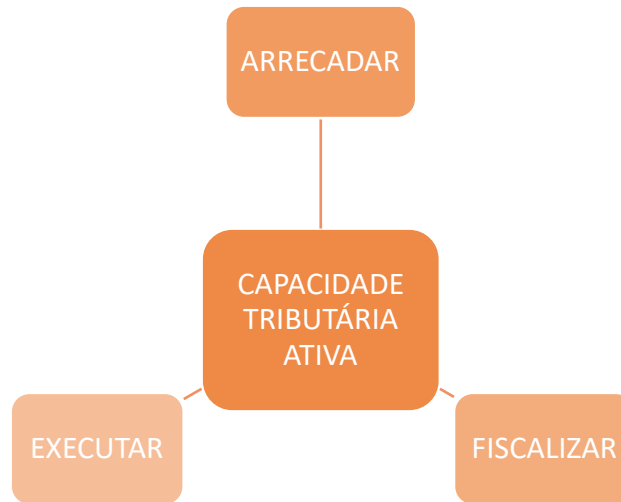 ARRECADAR
CAPACIDADE
TRIBUTÁRIA
ATIVA
EXECUTAR
FISCALIZAR